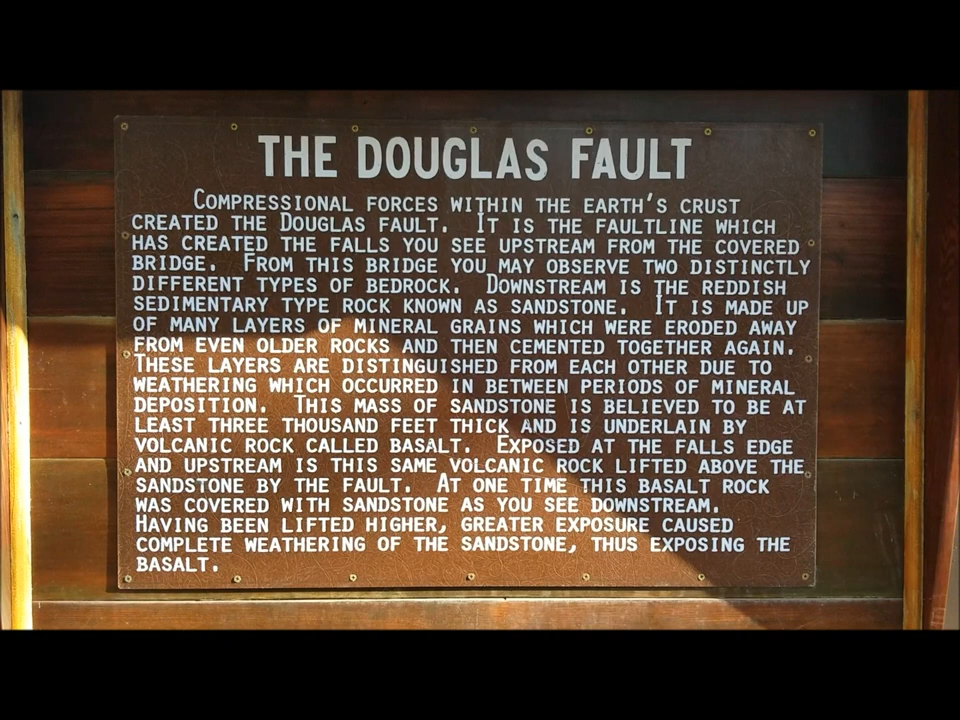 THE DOUGLAS FAULT
COMPRESSIONAL FORCES WITHIN THE EARTH'S CRUST
CREATED THE DOUGLAS FAULT. IT IS THE FAULTLINE WHICH
HAS CREATED THE FALLS YOU SEE UPSTREAM FROM THE COVERED
BRIDGE. FROM THIS BRIDGE YOU MAY OBSERVE TWO DISTINCTLY
DIFFERENT TYPES OF BEDROCK. DOWNSTREAM IS THE REDDISH
SEDIMENTARY TYPE ROCK KNOWN AS SANDSTONE. IT IS MADE UP
OF MANY LAYERS OF MINERAL GRAINS WHICH WERE ERODED AWAY
FROM EVEN OLDER ROCKS AND THEN CEMENTED TOGETHER AGAIN.
THESE LAYERS ARE DISTINGUISHED FROM EACH OTHER DUE TO
WEATHERING WHICH OCCURRED IN BETWEEN PERIODS OF MINERAL
DEPOSITION. THIS MASS OF SANDSTONE IS BELIEVED TO BE AT
LEAST THREE THOUSAND FEET THICK AND IS UNDERLAIN BY
VOLCANIC ROCK CALLED BASALT. EXPOSED AT THE FALLS EDGE
AND UPSTREAM IS THIS SAME VOLCANIC ROCK LIFTED ABOVE THE
SANDSTONE BY THE FAULT. AT ONE TIME THIS BASALT ROCK
WAS COVERED WITH SANDSTONE AS YOU SEE DOWNSTREAM.
HAVING BEEN LIFTED HIGHER, GREATER EXPOSURE CAUSED
COMPLETE WEATHERING OF THE SANDSTONE, THUS EXPOSING THE
BASALT.